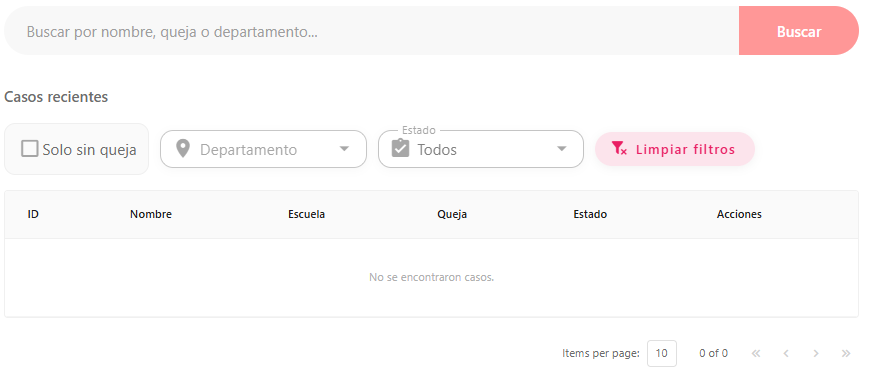 Buscar por nombre, queja o departamento... Buscar
Casos recientes
Solo sin queja Departamento Estado Todos Limpiar filtros
ID Nombre Escuela Queja Estado Acciones
No se encontraron casos.
Items per page: 10 0 of 0